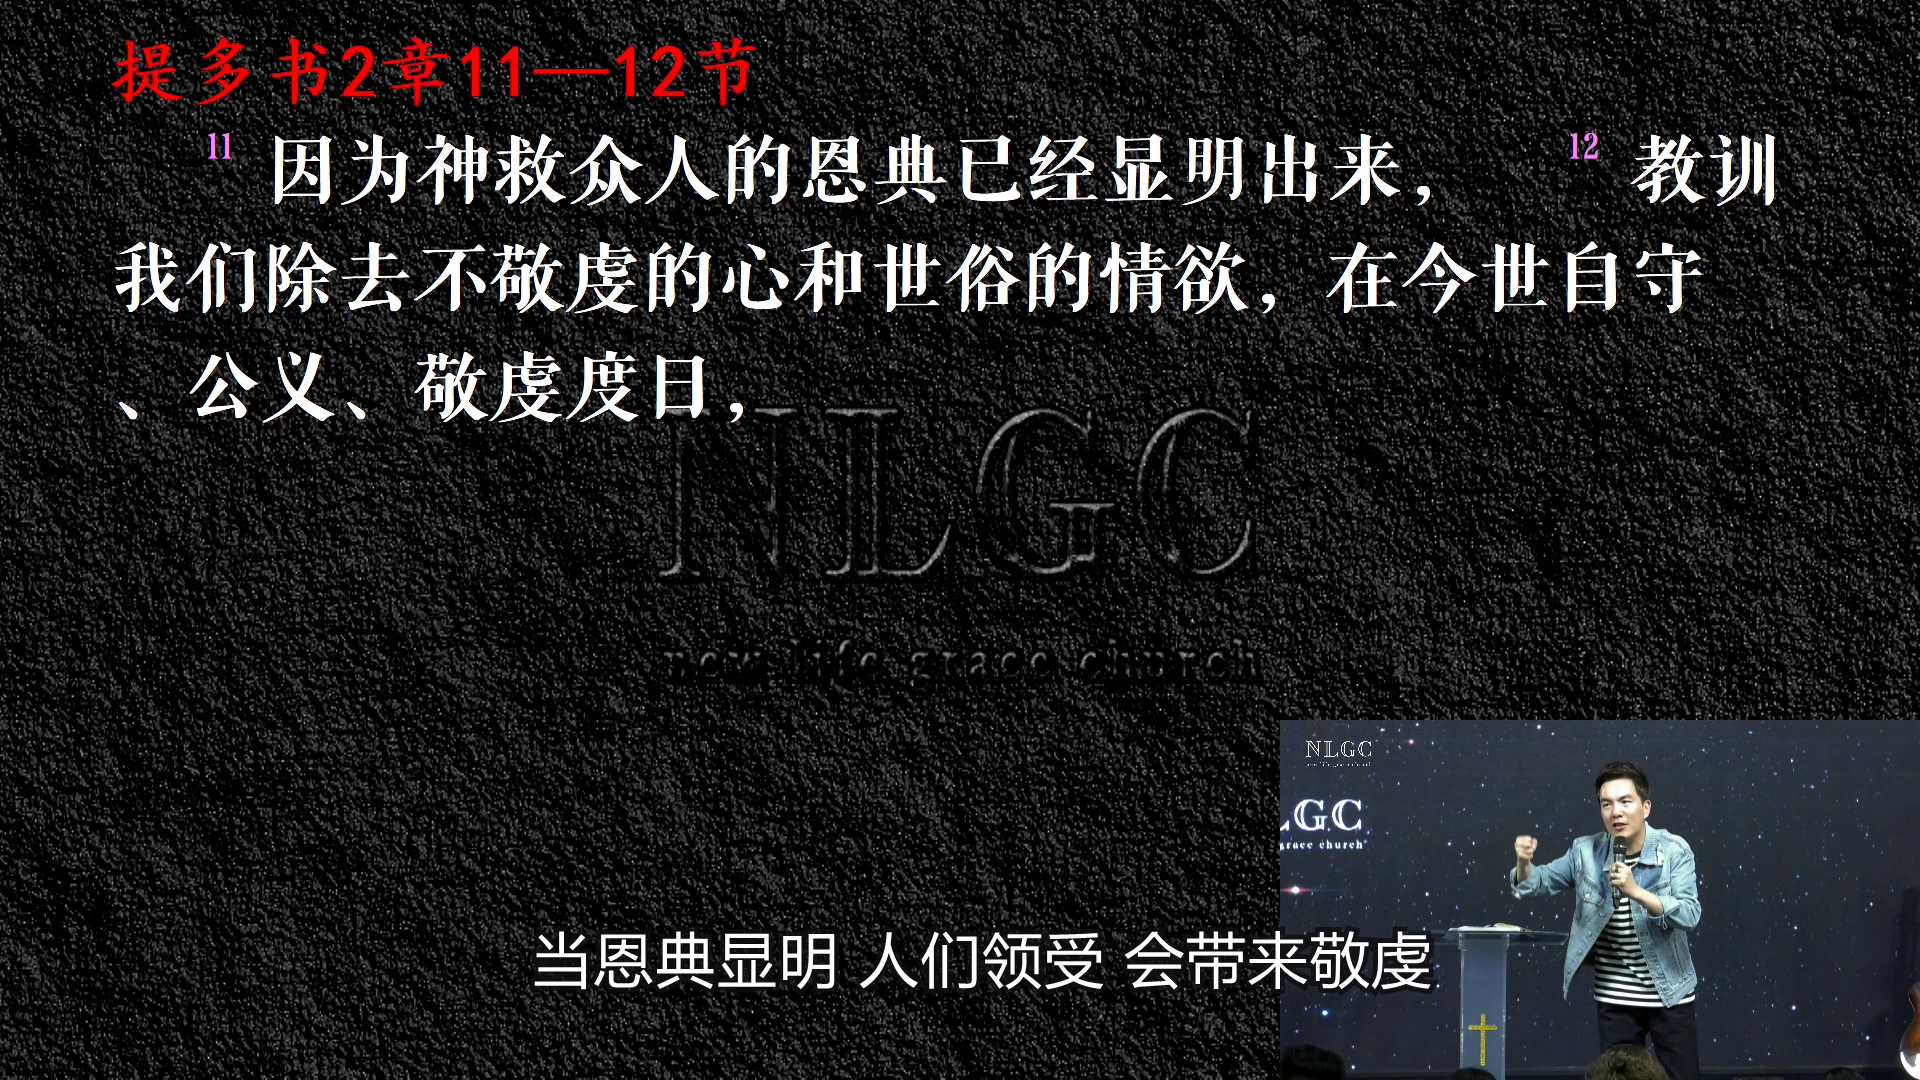 提多书2章11—12节
11 因为神救众人的恩典已经显明出来， 12 教训
我们除去不敬虔的心和世俗的情欲，在今世自守
、公义、敬虔度日，
NLGC
new life grace church
NLGC
LGC
grace church
当恩典显明 人们领受 会带来敬虔